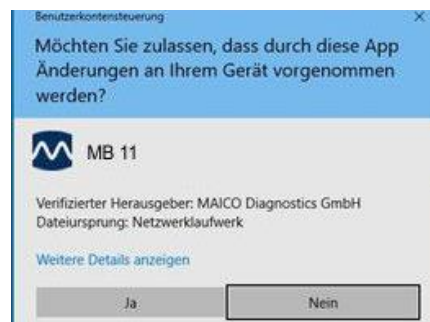 Benutzerkontensteuerung
Möchten Sie zulassen, dass durch diese App
Änderungen an Ihrem Gerät vorgenommen
werden?
MB 11
Verifizierter Herausgeber: MAICO Diagnostics GmbH
Dateiursprung: Netzwerklaufwerk
Weitere Details anzeigen
Ja
Nein